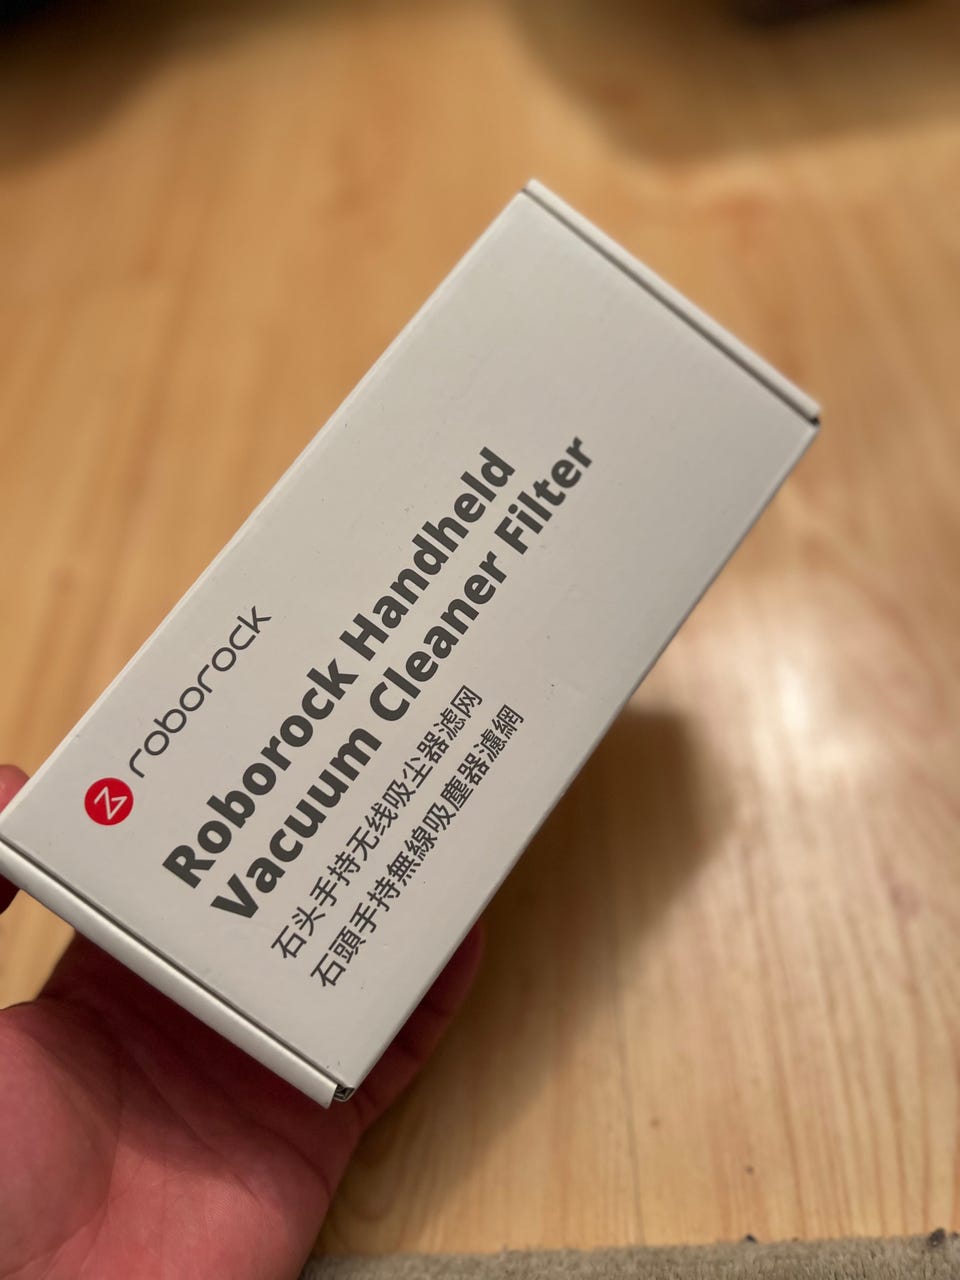 roborock
Roborock Handheld
Vacuum Cleaner Filter
石头手持无线吸尘器滤网
石頭手持無線吸塵器濾網